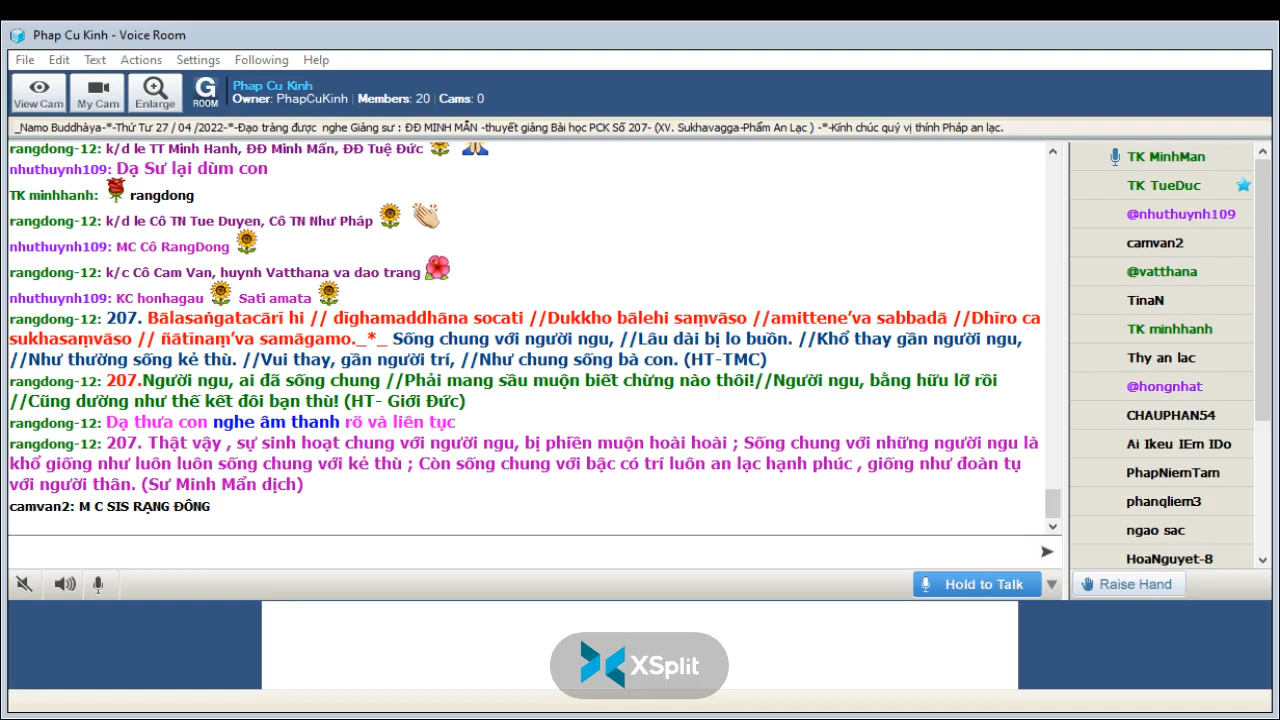 Phap Cu Kinh - Voice Room
File Edit Text Actions Settings Following Help
View Cam My Cam Enlarge G ROOM
Phap Cu Kinh
Owner: PhapCuKinh | Members: 20 | Cams: 0
_Namo Buddhàya-*-Thứ Tư 27 / 04 /2022-*-Đạo tràng được nghe Giảng sư : ĐĐ MINH MẪN -thuyết giảng Bài học PCK Số 207- (XV. Sukhavagga-Phẩm An Lạc ) -*-Kính chúc quý vị thính Pháp an lạc.
rangdong-12: k/d le TT Minh Hanh, ĐĐ Minh Mẫn, ĐĐ Tuệ Đức
nhuthuynh109: Dạ Sư lại dùm con
TK minhhanh: rangdong
rangdong-12: k/d le Cô TN Tue Duyen, Cô TN Như Pháp
nhuthuynh109: MC Cô RangDong
rangdong-12: k/c Cô Cam Van, huynh Vatthana va dao trang
nhuthuynh109: KC honhagau Sati amata
rangdong-12: 207. Bālasaṅgatacārī hi // dīghamaddhāna socati //Dukkho bālehi saṃvāso //amittene’va sabbadā //Dhīro ca
sukhasaṃvāso // ñātīnaṃ’va samāgamo._*_ Sống chung với người ngu, //Lâu dài bị lo buồn. //Khổ thay gần người ngu,
//Như thường sống kẻ thù. //Vui thay, gần người trí, //Như chung sống bà con. (HT-TMC)
rangdong-12: 207.Người ngu, ai đã sống chung //Phải mang sầu muộn biết chừng nào thôi!//Người ngu, bằng hữu lỡ rồi
//Cũng dường như thế kết đôi bạn thù! (HT- Giới Đức)
rangdong-12: Dạ thưa con nghe âm thanh rõ và liên tục
rangdong-12: 207. Thật vậy , sự sinh hoạt chung với người ngu, bị phiền muộn hoài hoài ; Sống chung với những người ngu là
khổ giống như luôn luôn sống chung với kẻ thù ; Còn sống chung với bậc có trí luôn an lạc hạnh phúc , giống như đoàn tụ
với người thân. (Sư Minh Mẩn dịch)
camvan2: M C SIS RẠNG ĐÔNG
TK MinhMan
TK TueDuc
@nhuthuynh109
camvan2
@vatthana
TinaN
TK minhhanh
Thy an lac
@hongnhat
CHAUPHAN54
Ai Ikeu IEm IDo
PhapNiemTam
phanqliem3
ngao sac
HoaNguyet-8
Hold to Talk
Raise Hand
XSplit